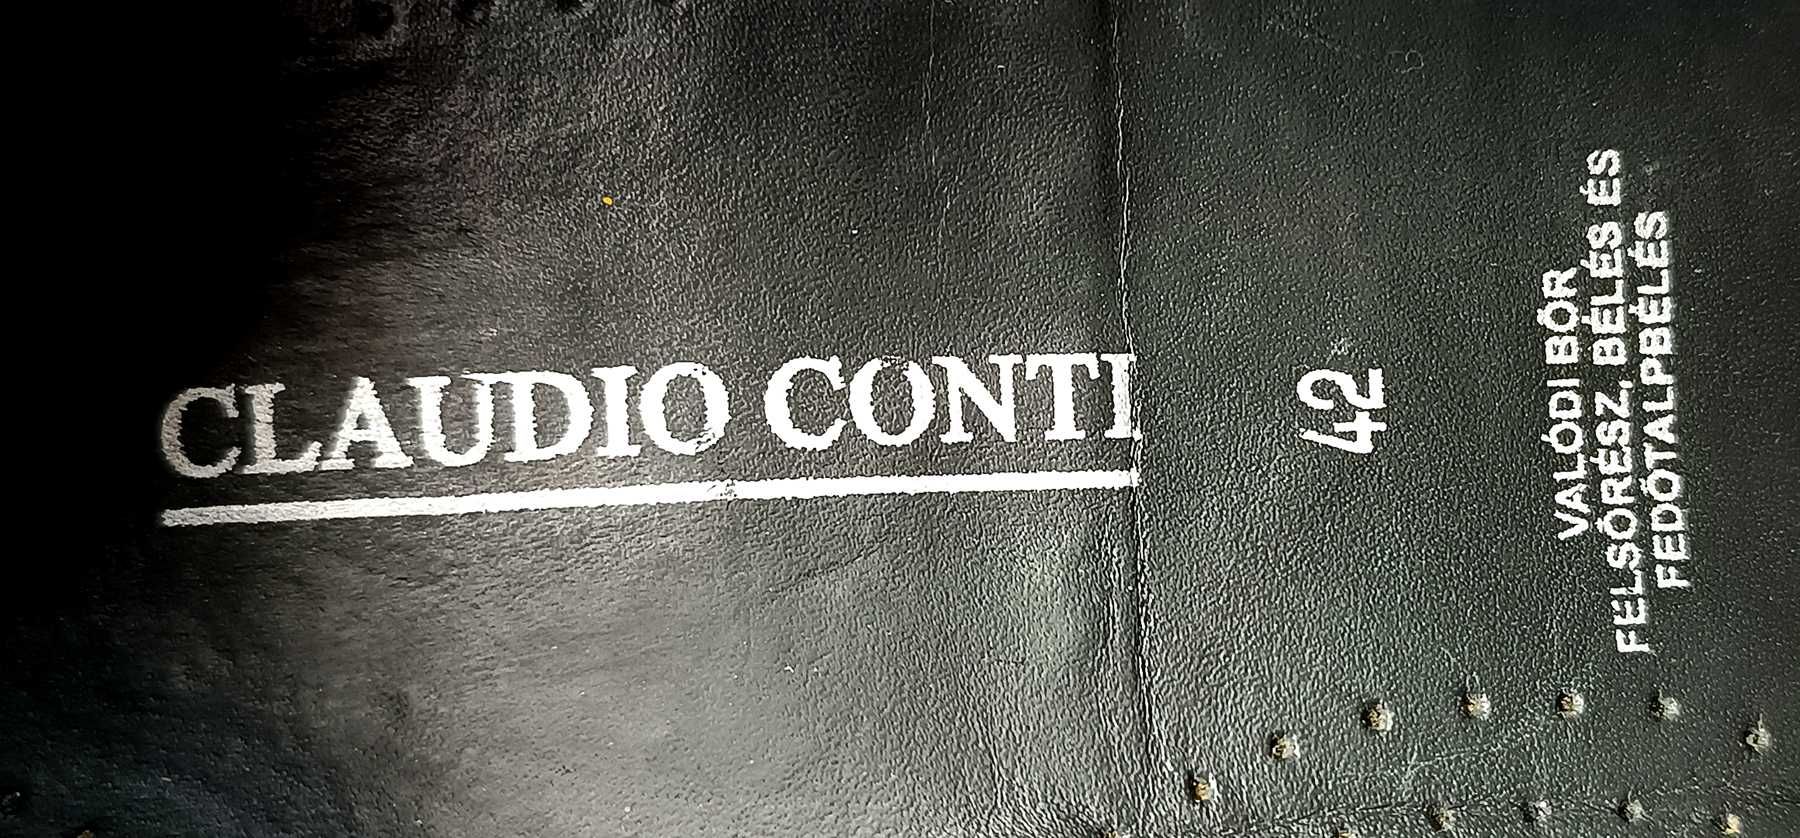 CLAUDIO CONTI
42
VALÓDI BŐR
FELSŐRÉSZ, BÉLÉS ÉS
FEDŐTALPBÉLÉS